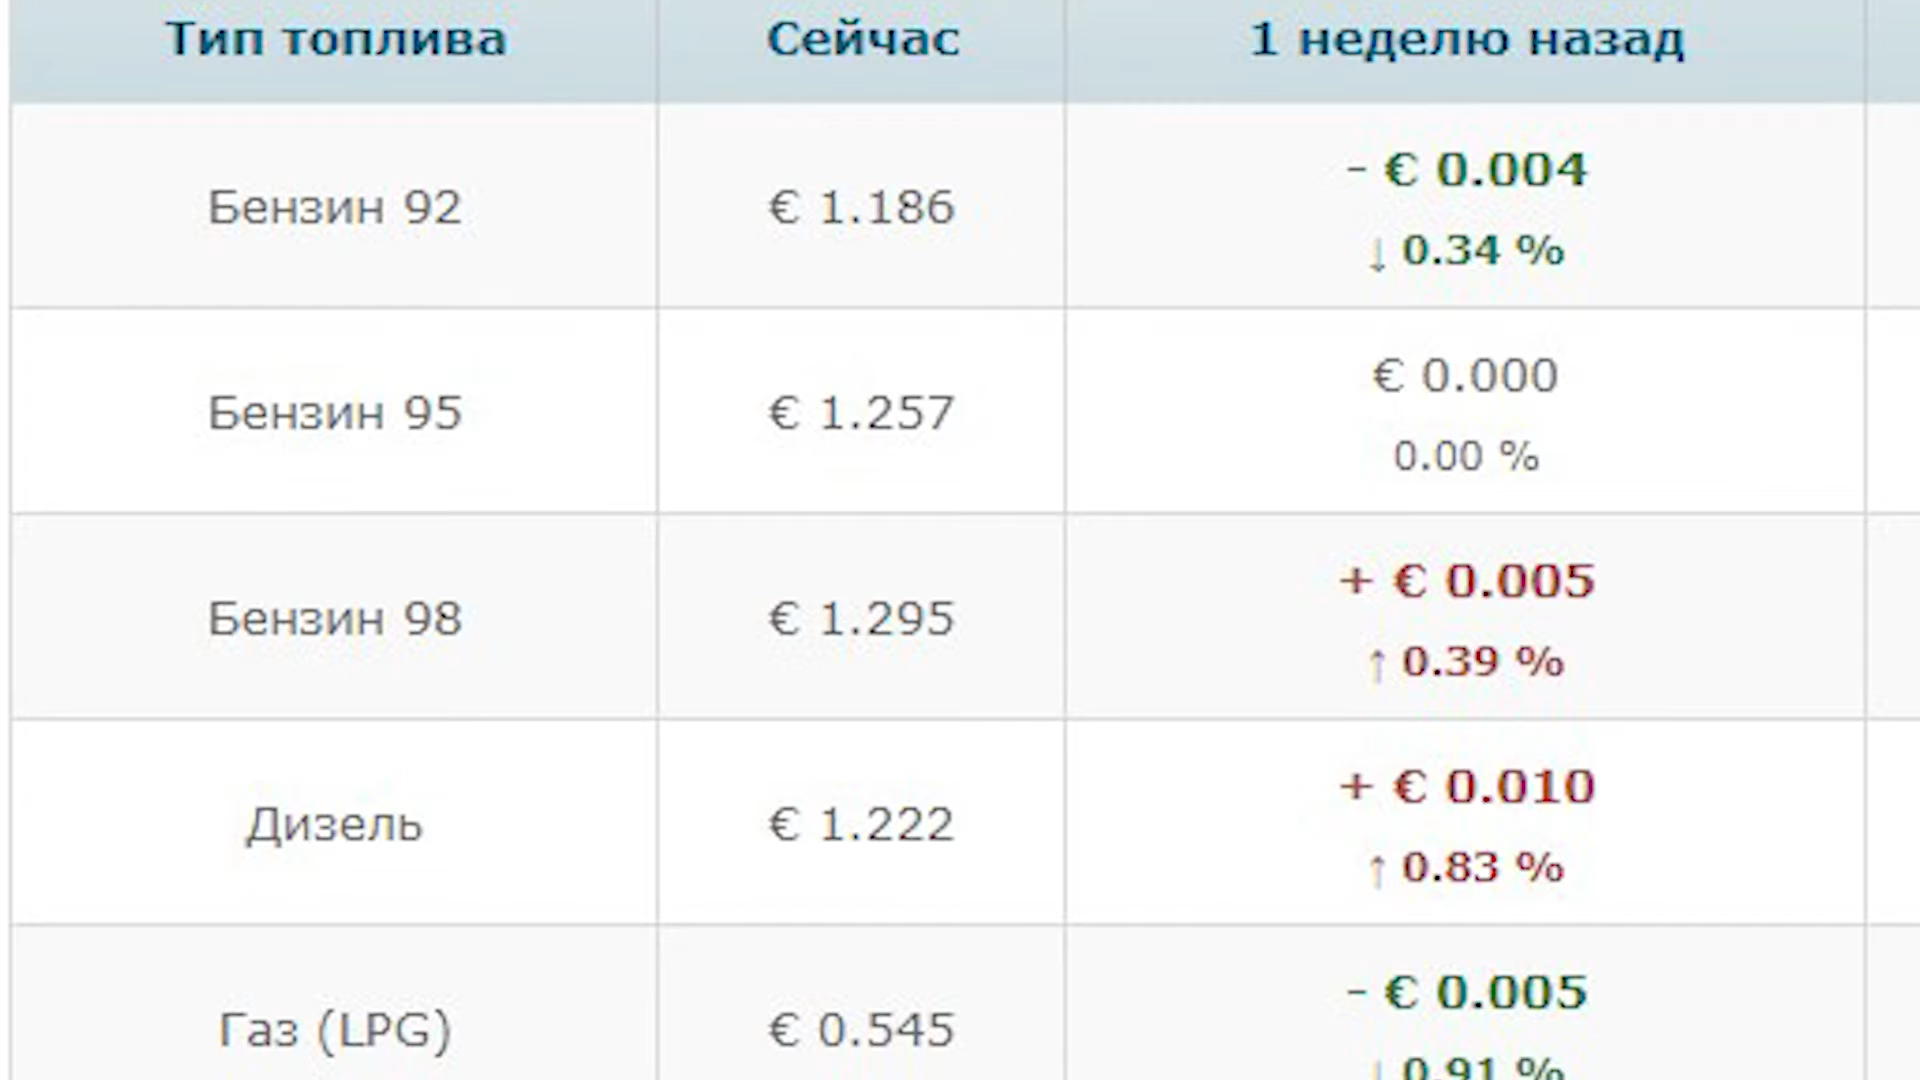 Тип топлива Сейчас 1 неделю назад
Бензин 92 € 1.186 - € 0.004
↓ 0.34 %
Бензин 95 € 1.257 € 0.000
0.00 %
Бензин 98 € 1.295 + € 0.005
↑ 0.39 %
Дизель € 1.222 + € 0.010
↑ 0.83 %
Газ (LPG) € 0.545 - € 0.005
↓ 0.91 %